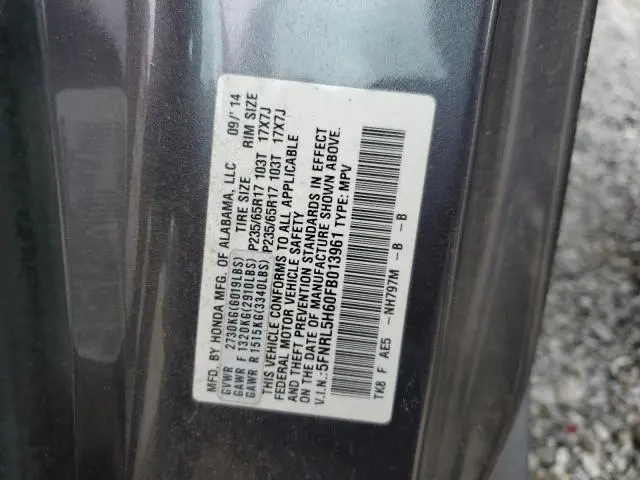 MFD. BY HONDA MFG. OF ALABAMA, LLC 09/'14
TIRE SIZE RIM SIZE
GVWR 2730KG(6019LBS)
GAWR F 1320KG(2910LBS) P235/65R17 103T 17X7J
GAWR R 1515KG(3340LBS) P235/65R17 103T 17X7J
THIS VEHICLE CONFORMS TO ALL APPLICABLE
FEDERAL MOTOR VEHICLE SAFETY
AND THEFT PREVENTION STANDARDS IN EFFECT
ON THE DATE OF MANUFACTURE SHOWN ABOVE.
V.I.N.:5FNRL5H60FB013961 TYPE: MPV
TK8 F AE5 -NH797M -B -B